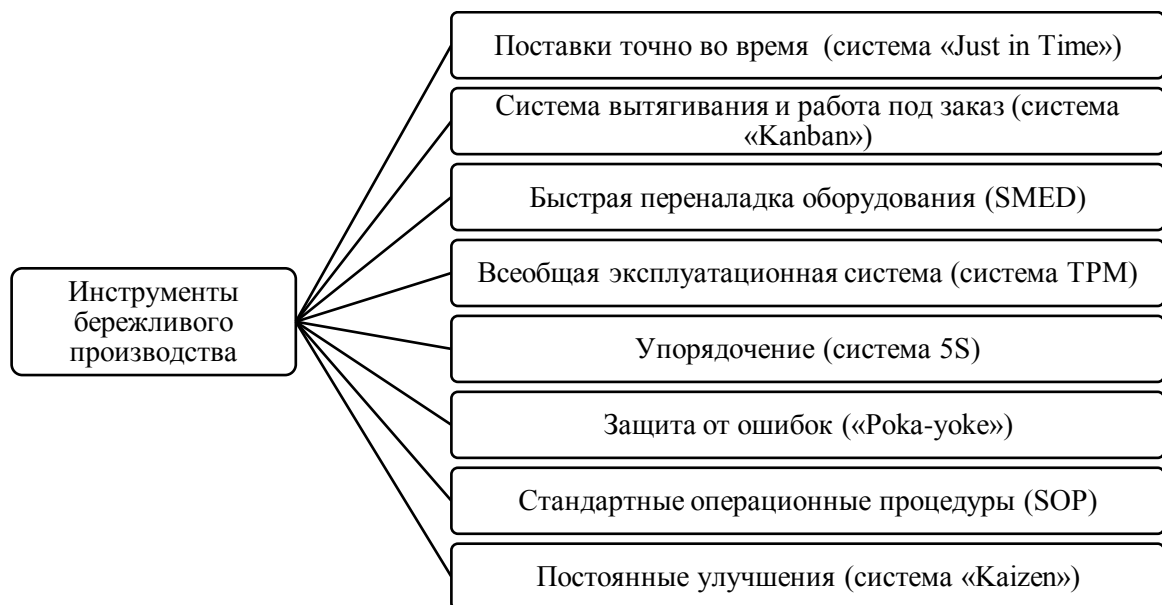 Поставки точно во время (система «Just in Time»)
Система вытягивания и работа под заказ (система
«Kanban»)
Быстрая переналадка оборудования (SMED)
Всеобщая эксплуатационная система (система TPM)
Инструменты
бережливого
производства
Упорядочение (система 5S)
Защита от ошибок («Poka-yoke»)
Стандартные операционные процедуры (SOP)
Постоянные улучшения (система «Kaizen»)